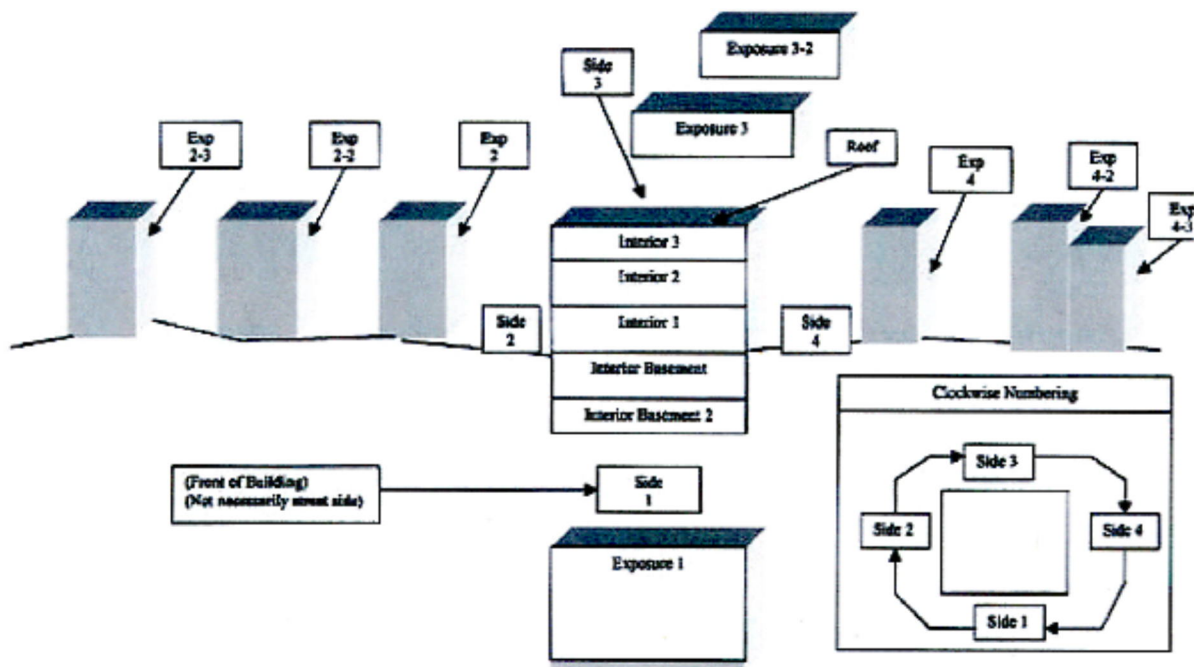 Exposure 3-2
Side
3
Exposure 3
Exp
2-3
Exp
2-2
Exp
2
Roof
Exp
4
Exp
4-2
Exp
4-3
Interior 3
Interior 2
Side
2
Interior 1
Side
4
Interior Basement
Interior Basement 2
Clockwise Numbering
Side 3
Side 2
Side 4
Side 1
(Front of Building)
(Not necessarily street side)
Side
1
Exposure 1